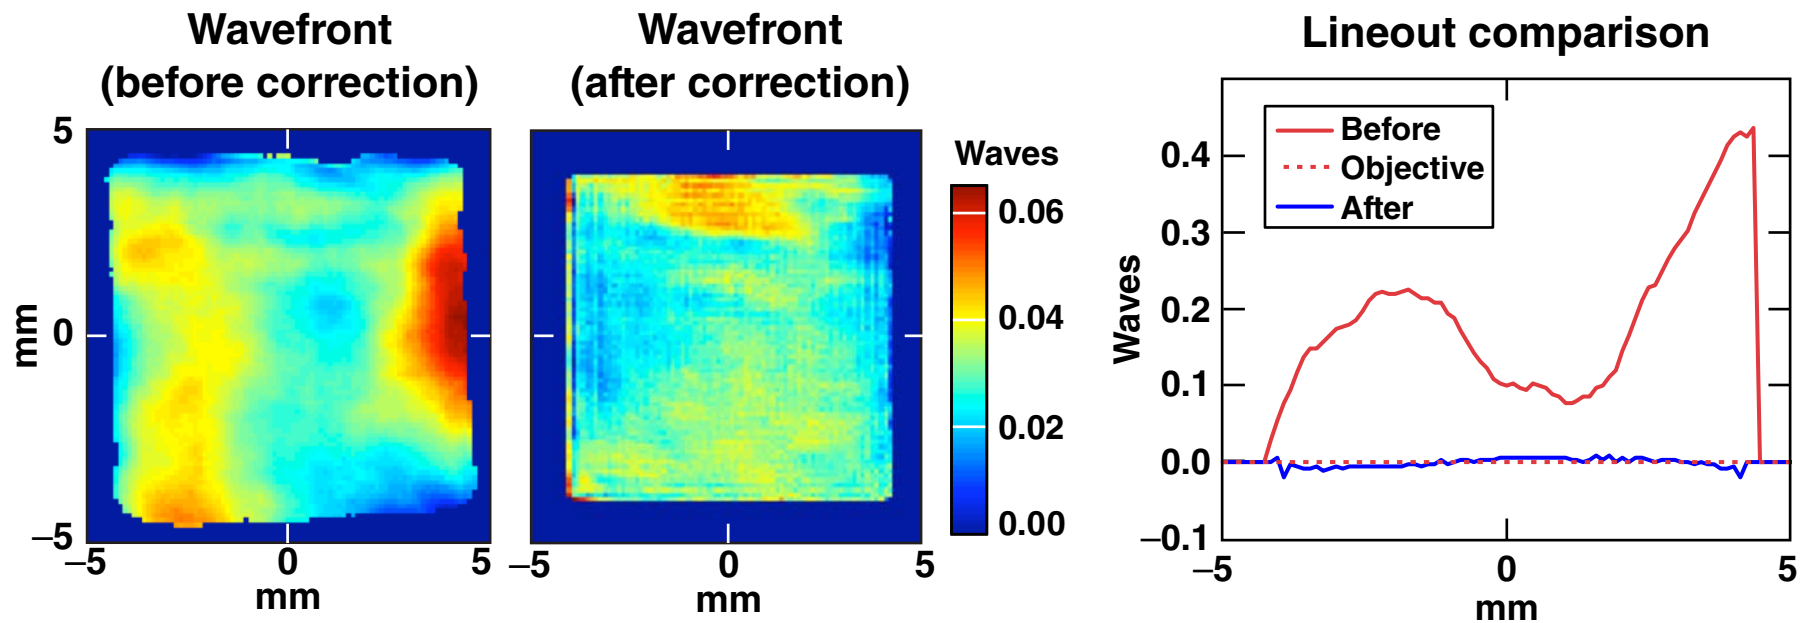 Wavefront
(before correction)
5
0
–5
mm
–5
0
5
mm
Wavefront
(after correction)
–5
0
5
mm
Waves
0.06
0.04
0.02
0.00
Lineout comparison
Before
Objective
After
Waves
0.4
0.3
0.2
0.1
0.0
–0.1
–5
0
5
mm